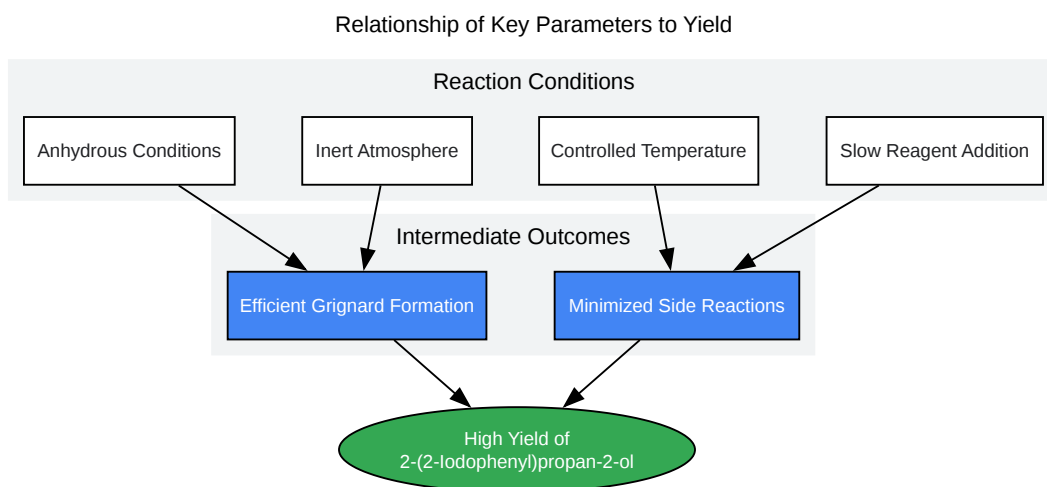 Relationship of Key Parameters to Yield
Reaction Conditions
Anhydrous Conditions
Inert Atmosphere
Controlled Temperature
Slow Reagent Addition
Intermediate Outcomes
Efficient Grignard Formation
Minimized Side Reactions
High Yield of
2-(2-Iodophenyl)propan-2-ol